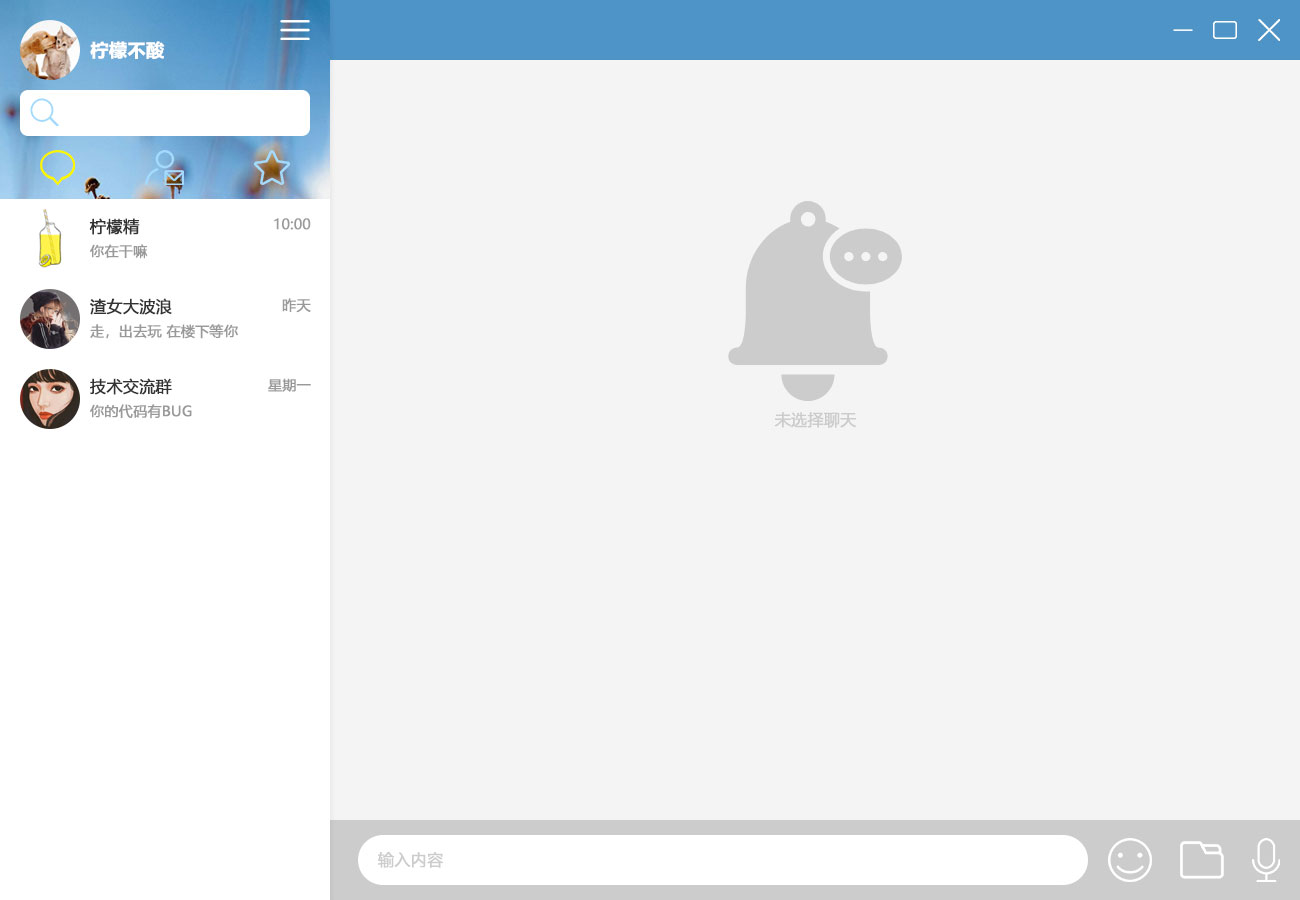 柠檬不酸
柠檬精
10:00
你在干嘛
渣女大波浪
昨天
走，出去玩 在楼下等你
技术交流群
星期一
你的代码有BUG
未选择聊天
输入内容